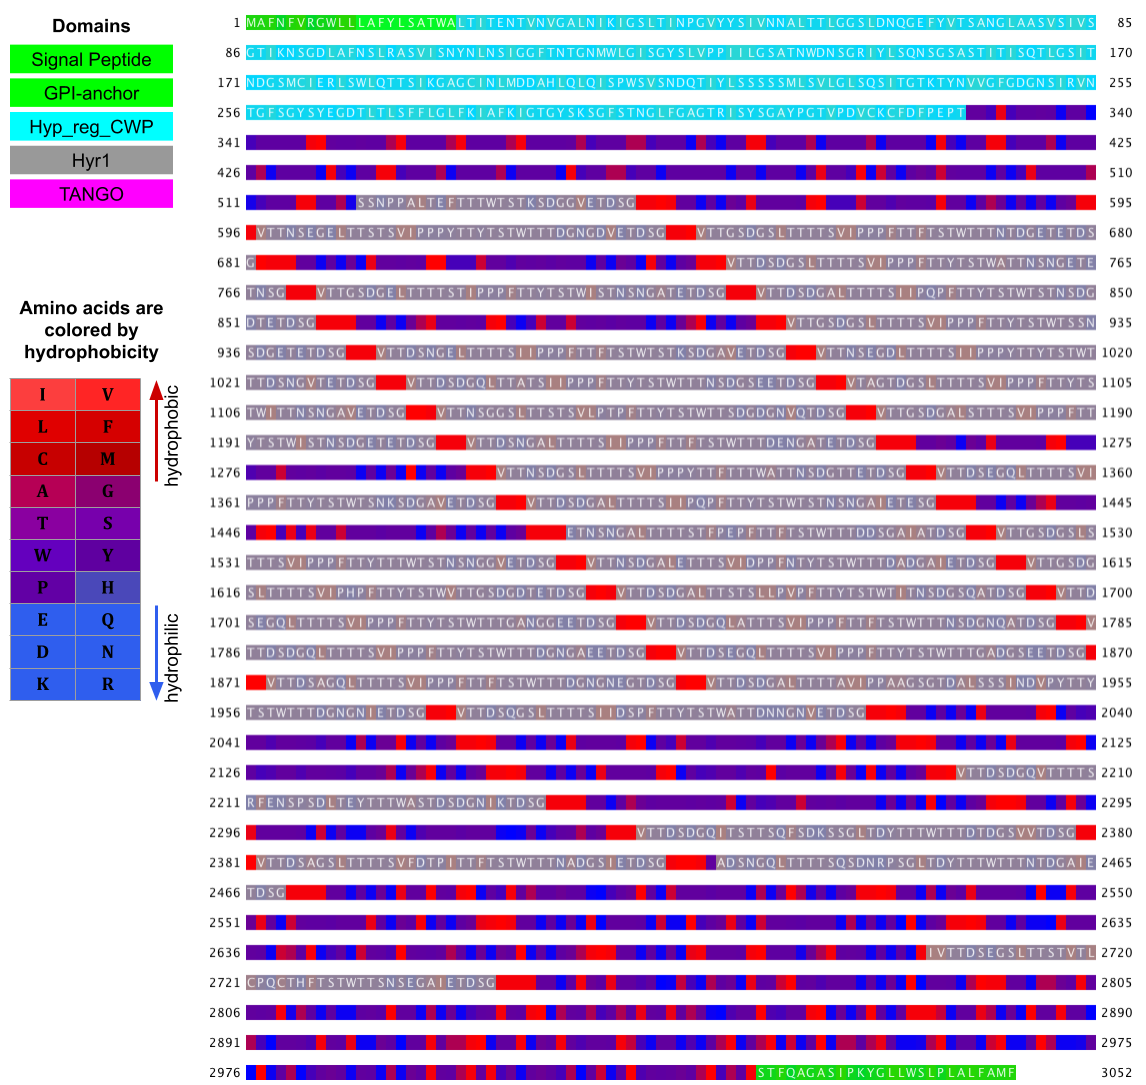 Domains
Signal Peptide
GPI-anchor
Hyp_reg_CWP
Hyr1
TANGO
Amino acids are
colored by
hydrophobicity
I V
L F
C M
A G
T S
W Y
P H
E Q
D N
K R
hydrophobic
hydrophilic
1 MAFNFVRGWLLLAFYLSATWALTITENTVNVGALNIKIGSLTINPGVYYSIVNNALTTLGGSLDNQGEFYVTSANGLAASVSIVS 85
86 GTIKNSGDLAFNSLRASVISNYNLNSIGGFTNTGNMWLGISGYSLVPPIILGSATNWDNSGRIYLSQNSGSASTITISQTLGSIT 170
171 NDGSMCIERLSWLQTTSIKGAGCINLMDDAHLQLQISPWSVSNDQTIYLSSSSSMLSVLGLSQSITGTKTYNVVGFGDGNSIRVN 255
256 TGFSGYSYEGDTLTLSFFLGLFKIAFKIGTGYSKSGFSTNGLFGAGTRISYSGAYPGTVPDVCKCFDFPEPT 340
341 425
426 510
511 SSNPPALTEFTTTWTSTKSDGGVETDSG 595
596 VTTNSEGELTTSTSVIPPPYTTYTSTWTTTDGNGDVETDSG VTTGSDGSLTTTTSVIPPPFTTFTSTWTTTNTDGETETDS 680
681 G VTTDSDGSLTTTTSVIPPPFTTYTSTWATTNSNGETE 765
766 TNSG VTTGSDGELTTTTSTIPPPFTTYTSTWISTNSNGATETDSG VTTDSDGALTTTTSIIPQPFTTYTSTWTSTNSDG 850
851 DTETDSG VTTGSDGSLTTTTSVIPPPFTTYTSTWTSSN 935
936 SDGETETDSG VTTDSNGELTTTTSIIPPPFTTFTSTWTSTKSDGAVETDSG VTTNSEGDLTTTTSIIPPPYTTYTSTWT 1020
1021 TTDSNGVTETDSG VTTDSDGQLTTATSIIPPPFTTYTSTWTTTNSDGSEETDSG VTAGTDGSLTTTTSVIPPPFTTYTS 1105
1106 TWITTNSNGAVETDSG VTTNSGGSLTTSTSVLPTPFTTYTSTWTTSDGDGNVQTDSG VTTGSDGALSTTTSVIPPPFTT 1190
1191 YTSTWISTNSDGETETDSG VTTDSNGALTTTTSIIPPPFTTFTSTWTTTDENGATETDSG 1275
1276 VTTNSDGSLTTTTSVIPPPYTTFTTTWATTNSDGTTETDSG VTTDSEGQLTTTTSVI 1360
1361 PPPFTTYTSTWTSNKSDGAVETDSG VTTDSDGALTTTTSIIPQPFTTYTSTWTSTNSNGAIETESG 1445
1446 ETNSNGALTTTTSTFPEPFTTFTSTWTTTDDSGAIATDSG VTTGSDGSLS 1530
1531 TTTSVIPPPFTTYTTTWTSTNSNGGVETDSG VTTNSDGALETTTSVIDPPFNTYTSTWTTTDADGAIETDSG VTTGSDG 1615
1616 SLTTTTSVIPHPFTTYTSTWVTTGSDGDTETDSG VTTDSDGALTTSTSLLPVPFTTYTSTWTITNSDGSQATDSG VTTD 1700
1701 SEGQLTTTTSVIPPPFTTYTSTWTTTGANGGEETDSG VTTDSDGQLATTTSVIPPPFTTFTSTWTTTNSDGNQATDSG V 1785
1786 TTDSDGQLTTTTSVIPPPFTTYTSTWTTTDGNGAEETDSG VTTDSEGQLTTTTSVIPPPFTTYTSTWTTTGADGSEETDSG 1870
1871 VTTDSAGQLTTTTSVIPPPFTTFTSTWTTTDGNGNEGTDSG VTTDSDGALTTTTAVIPPAAGSGTDALSSSINDVPYTTTY 1955
1956 TSTWTTTDGNGNIETDSG VTTDSQGSLTTTTSIIDSPFTTYTSTWATTDNNGNVETDSG 2040
2041 2125
2126 VTTDSDGQVTTTTS 2210
2211 RFENSPSDLTEYTTTWASTDSDGNIKTDSG 2295
2296 VTTDSDGQITSTTSQFSDKSSGLTDYTTTWTTTDTDGSVVTDSG 2380
2381 VTTDSAGSLTTTTSVFDTPITTFTSTWTTTNADGSIETDSG ADSNGQLTTTTSQSDNRPSGLTDYTTTWTTTNTDGAIE 2465
2466 TDSG 2550
2551 2635
2636 IVTTDSEGSLTTSTVTL 2720
2721 CPQCTHFTSTWTTSNSEGAIETDSG 2805
2806 2890
2891 2975
2976 STFQAGASIPKYGLLWSLPLALFAMF 3052